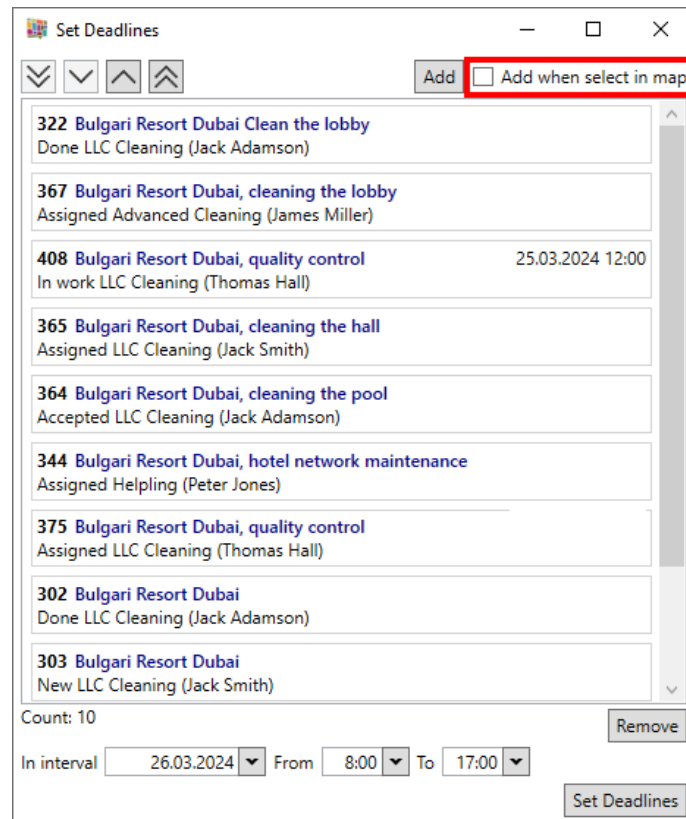 Set Deadlines
Add Add when select in map
322 Bulgari Resort Dubai Clean the lobby
Done LLC Cleaning (Jack Adamson)
367 Bulgari Resort Dubai, cleaning the lobby
Assigned Advanced Cleaning (James Miller)
408 Bulgari Resort Dubai, quality control 25.03.2024 12:00
In work LLC Cleaning (Thomas Hall)
365 Bulgari Resort Dubai, cleaning the hall
Assigned LLC Cleaning (Jack Smith)
364 Bulgari Resort Dubai, cleaning the pool
Accepted LLC Cleaning (Jack Adamson)
344 Bulgari Resort Dubai, hotel network maintenance
Assigned Helpling (Peter Jones)
375 Bulgari Resort Dubai, quality control
Assigned LLC Cleaning (Thomas Hall)
302 Bulgari Resort Dubai
Done LLC Cleaning (Jack Adamson)
303 Bulgari Resort Dubai
New LLC Cleaning (Jack Smith)
Count: 10
Remove
In interval 26.03.2024 From 8:00 To 17:00
Set Deadlines